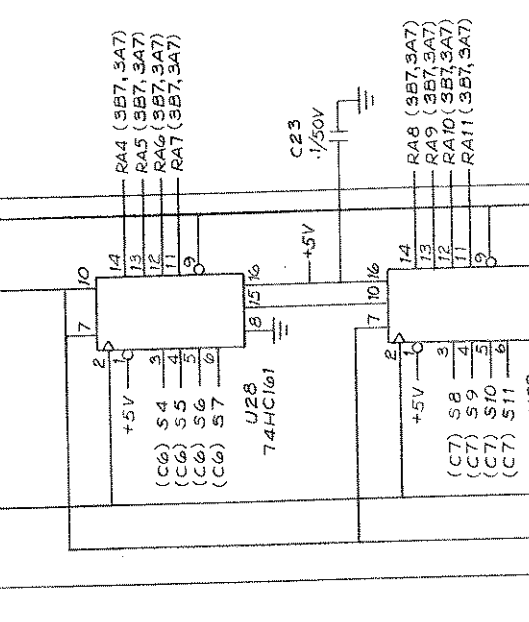 RA4 (3B7, 3A7)
RA5 (3B7, 3A7)
RA6 (3B7, 3A7)
RA7 (3B7, 3A7)
C23
.1/50V
RA8 (3B7, 3A7)
RA9 (3B7, 3A7)
RA10 (3B7, 3A7)
RA11 (3B7, 3A7)
10
14
13
12
11
9
16
+5V
10
16
14
13
12
11
9
7
15
8
7
2
1
3
4
5
6
2
1
3
4
5
6
+5V
(C6) S4
(C6) S5
(C6) S6
(C6) S7
U28
74HC161
+5V
(C7) S8
(C7) S9
(C7) S10
(C7) S11